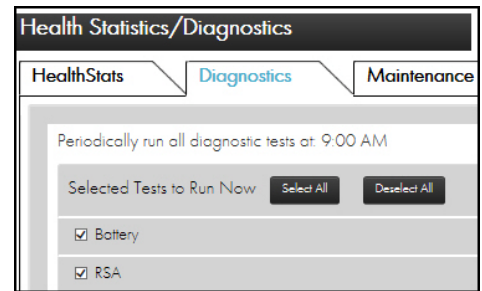 Health Statistics/Diagnostics
HealthStats Diagnostics Maintenance
Periodically run all diagnostic tests at: 9:00 AM
Selected Tests to Run Now Select All Deselect All
Battery
RSA